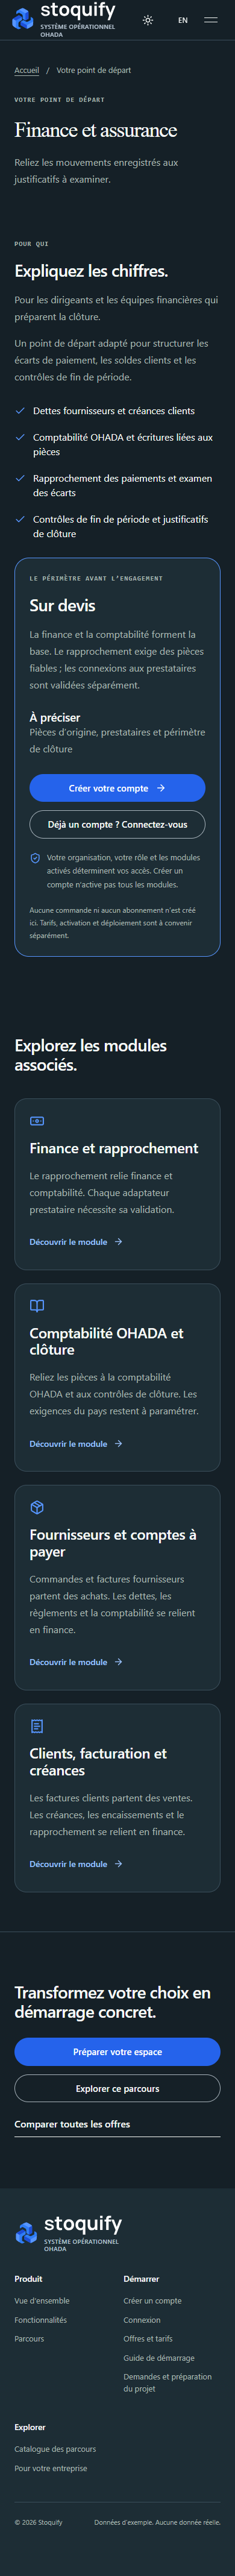 stoquify
SYSTÈME OPÉRATIONNEL
OHADA
EN
Accueil / Votre point de départ
VOTRE POINT DE DÉPART
Finance et assurance
Reliez les mouvements enregistrés aux
justificatifs à examiner.
POUR QUI
Expliquez les chiffres.
Pour les dirigeants et les équipes financières qui
préparent la clôture.
Un point de départ adapté pour structurer les
écarts de paiement, les soldes clients et les
contrôles de fin de période.
Dettes fournisseurs et créances clients
Comptabilité OHADA et écritures liées aux
pièces
Rapprochement des paiements et examen
des écarts
Contrôles de fin de période et justificatifs
de clôture
LE PÉRIMÈTRE AVANT L'ENGAGEMENT
Sur devis
La finance et la comptabilité forment la
base. Le rapprochement exige des pièces
fiables ; les connexions aux prestataires
sont validées séparément.
À préciser
Pièces d'origine, prestataires et périmètre
de clôture
Créer votre compte
Déjà un compte ? Connectez-vous
Votre organisation, votre rôle et les modules
activés déterminent vos accès. Créer un
compte n'active pas tous les modules.
Aucune commande ni aucun abonnement n'est créé
ici. Tarifs, activation et déploiement sont à convenir
séparément.
Explorez les modules
associés.
Finance et rapprochement
Le rapprochement relie finance et
comptabilité. Chaque adaptateur
prestataire nécessite sa validation.
Découvrir le module
Comptabilité OHADA et
clôture
Reliez les pièces à la comptabilité
OHADA et aux contrôles de clôture. Les
exigences du pays restent à paramétrer.
Découvrir le module
Fournisseurs et comptes à
payer
Commandes et factures fournisseurs
partent des achats. Les dettes, les
règlements et la comptabilité se relient
en finance.
Découvrir le module
Clients, facturation et
créances
Les factures clients partent des ventes.
Les créances, les encaissements et le
rapprochement se relient en finance.
Découvrir le module
Transformez votre choix en
démarrage concret.
Préparer votre espace
Explorer ce parcours
Comparer toutes les offres
stoquify
SYSTÈME OPÉRATIONNEL
OHADA
Produit
Vue d'ensemble
Fonctionnalités
Parcours
Démarrer
Créer un compte
Connexion
Offres et tarifs
Guide de démarrage
Demandes et préparation
du projet
Explorer
Catalogue des parcours
Pour votre entreprise
© 2026 Stoquify
Données d'exemple. Aucune donnée réelle.